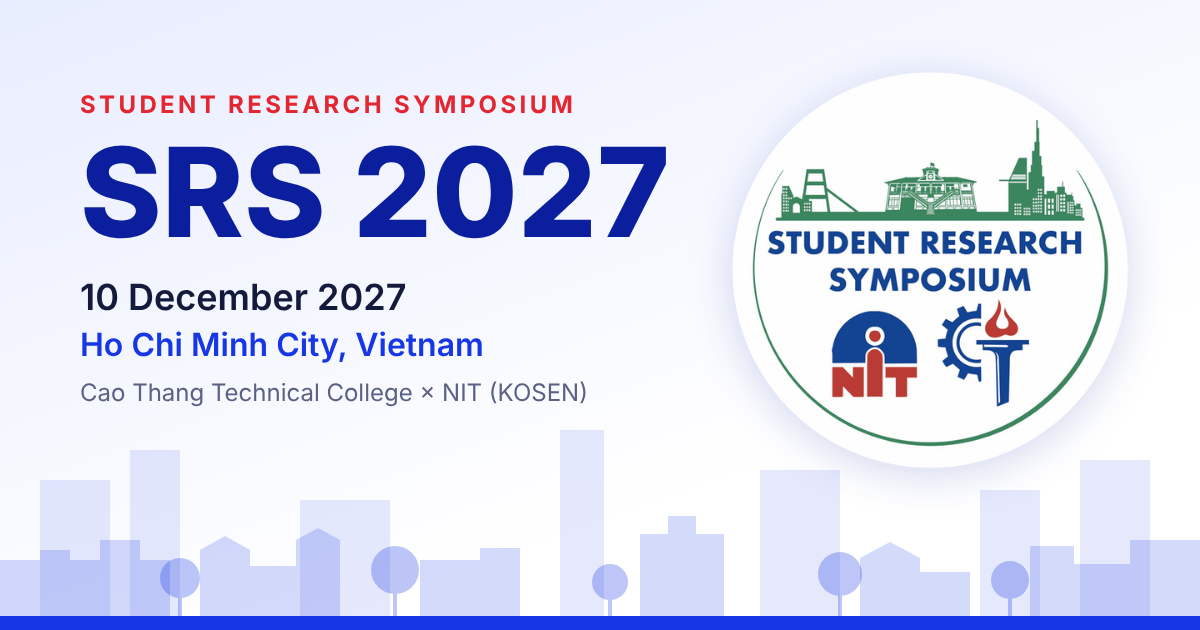 STUDENT RESEARCH SYMPOSIUM
SRS 2027
10 December 2027
Ho Chi Minh City, Vietnam
Cao Thang Technical College × NIT (KOSEN)
STUDENT RESEARCH
SYMPOSIUM
NIT